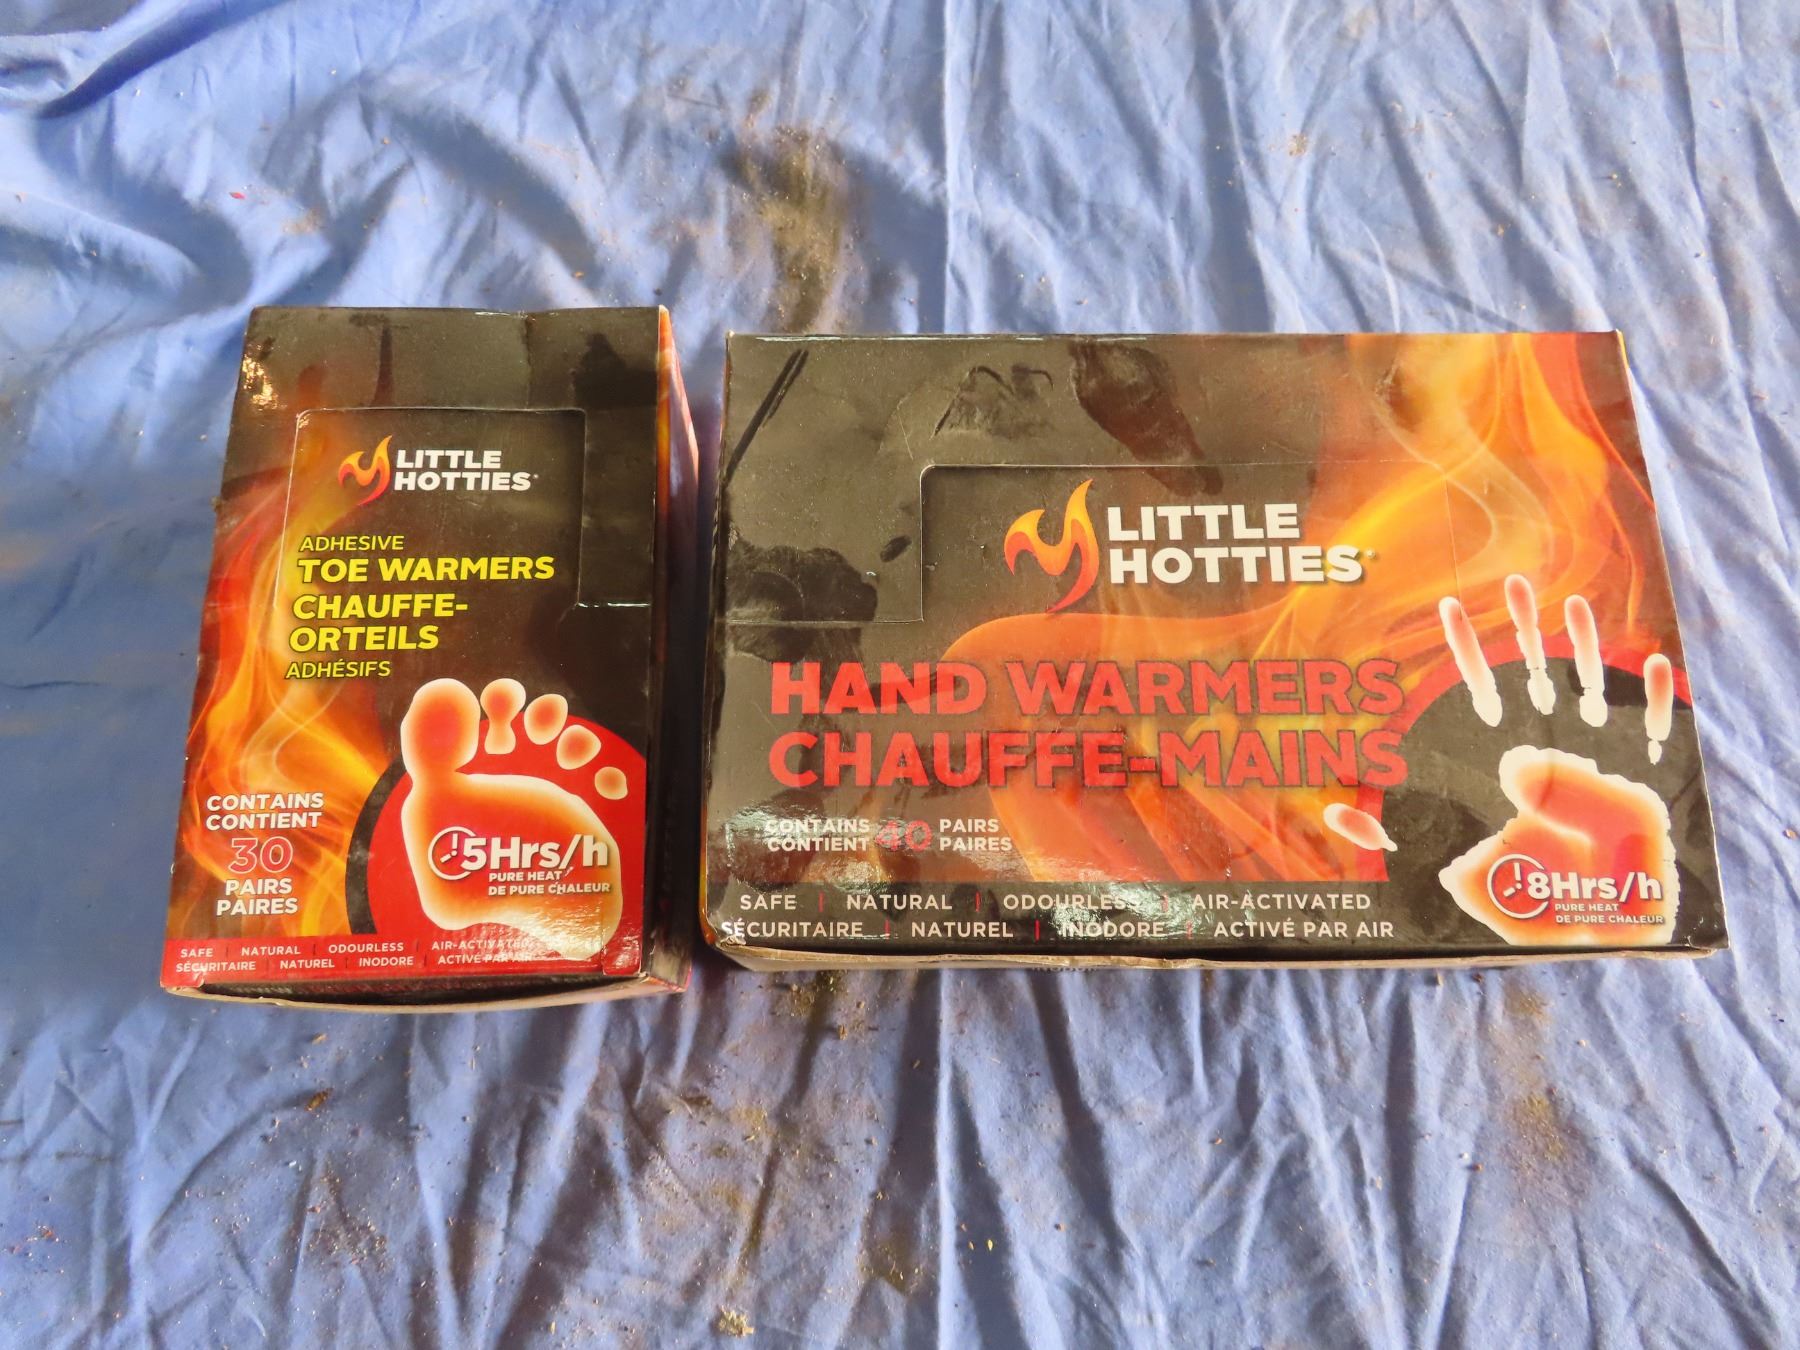 LITTLE
HOTTIES®
ADHESIVE
TOE WARMERS
CHAUFFE-
ORTEILS
ADHÉSIFS
CONTAINS
CONTIENT
30
PAIRS
PAIRES
5Hrs/h
PURE HEAT
DE PURE CHALEUR
SAFE | NATURAL | ODOURLESS | AIR-ACTIVATED
SÉCURITAIRE | NATUREL | INODORE | ACTIVÉ PAR AIR
LITTLE
HOTTIES®
HAND WARMERS
CHAUFFE-MAINS
CONTAINS 40 PAIRS
CONTIENT PAIRES
8Hrs/h
PURE HEAT
DE PURE CHALEUR
SAFE | NATURAL | ODOURLESS | AIR-ACTIVATED
SÉCURITAIRE | NATUREL | INODORE | ACTIVÉ PAR AIR